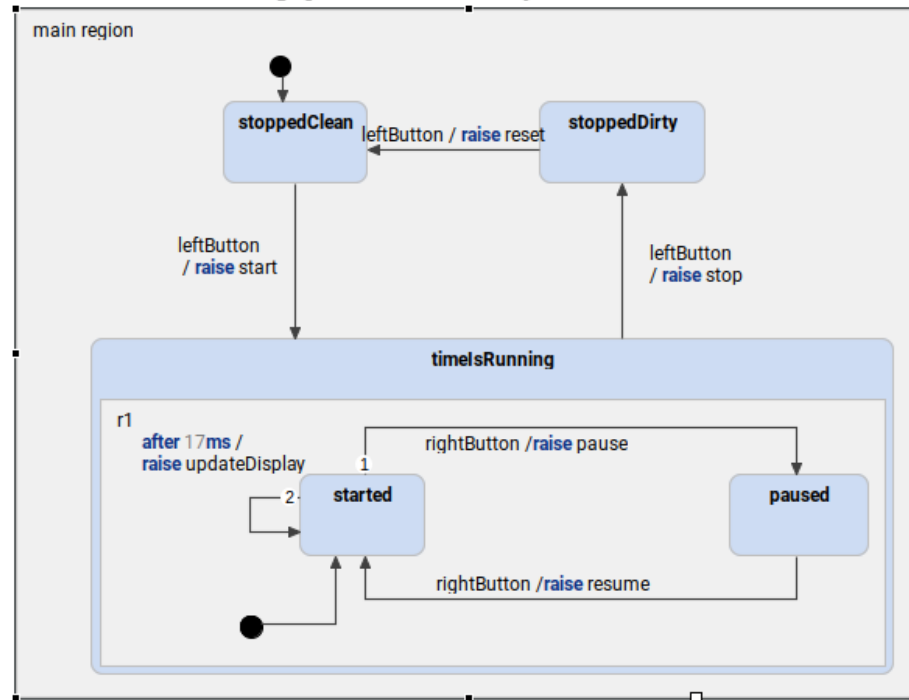 main region
stoppedClean
leftButton / raise reset
stoppedDirty
leftButton
/ raise start
leftButton
/ raise stop
timeIsRunning
r1
after 17ms /
raise updateDisplay
rightButton /raise pause
1
2
started
paused
rightButton /raise resume